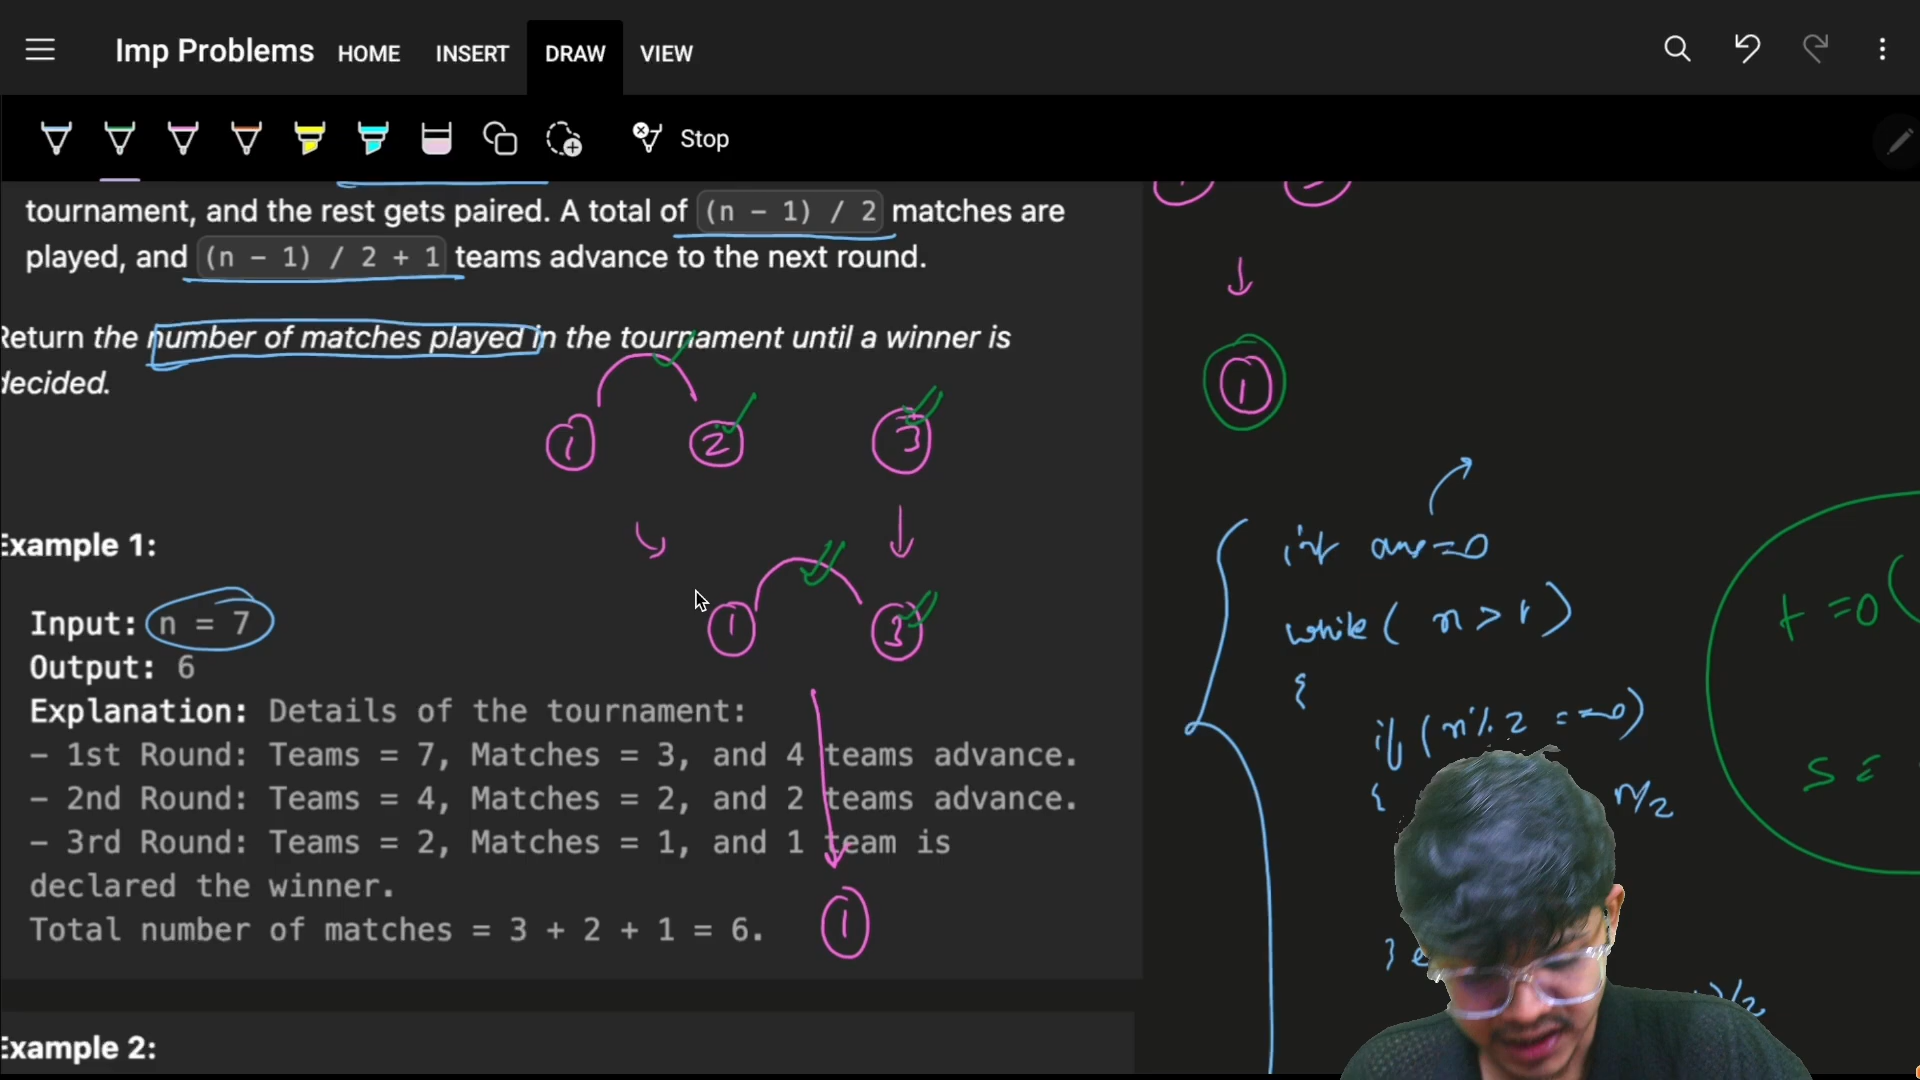 Imp Problems HOME INSERT DRAW VIEW
Stop
tournament, and the rest gets paired. A total of (n - 1) / 2 matches are
played, and (n - 1) / 2 + 1 teams advance to the next round.
Return the number of matches played in the tournament until a winner is
decided.
1 2 3
1 3
1
Example 1:
Input: n = 7
Output: 6
Explanation: Details of the tournament:
- 1st Round: Teams = 7, Matches = 3, and 4 teams advance.
- 2nd Round: Teams = 4, Matches = 2, and 2 teams advance.
- 3rd Round: Teams = 2, Matches = 1, and 1 team is
declared the winner.
Total number of matches = 3 + 2 + 1 = 6.
Example 2:
1
int ans=0
while( n > 1 )
{
if (n % 2 == 0)
{ n/2
} e
)/2
t = 0 (
S =